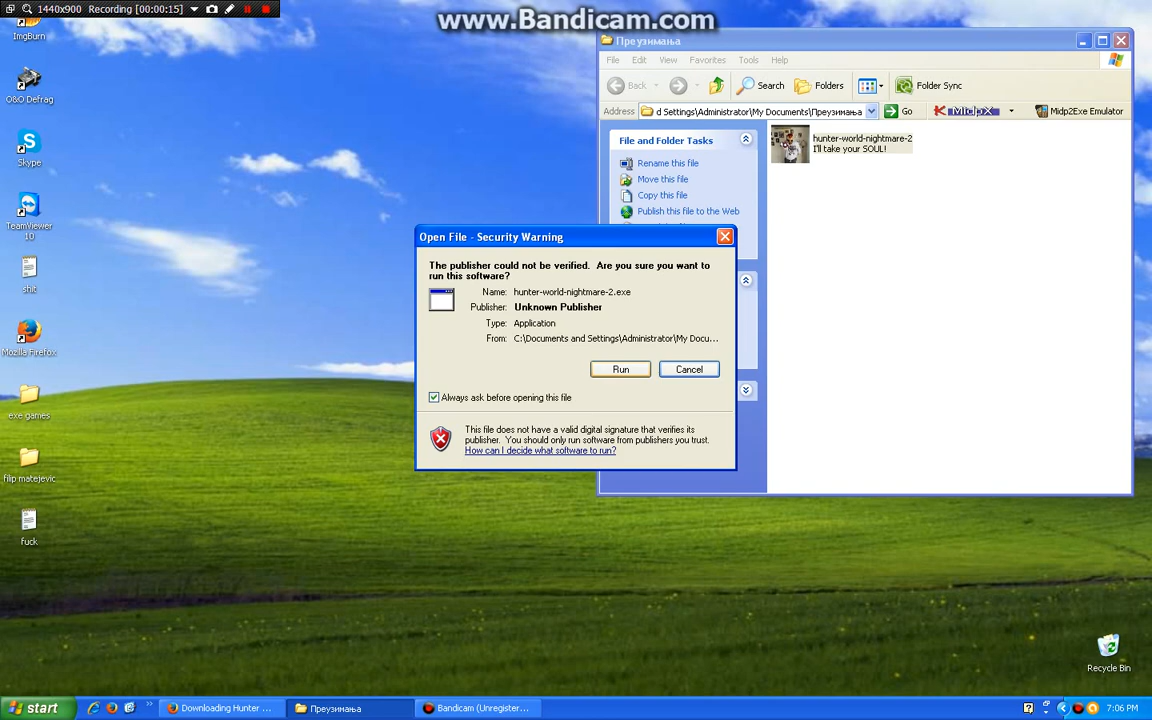 1440x900 Recording [00:00:15]
www.Bandicam.com
ImgBurn
O&O Defrag
Skype
TeamViewer
10
shit
Mozilla Firefox
exe games
filip matejevic
fuck
Преузимања
File Edit View Favorites Tools Help
Back Search Folders Folder Sync
Address d Settings\Administrator\My Documents\Преузимања Go MidpX Midp2Exe Emulator
File and Folder Tasks
Rename this file
Move this file
Copy this file
Publish this file to the Web
hunter-world-nightmare-2
I'll take your SOUL!
Open File - Security Warning
The publisher could not be verified. Are you sure you want to
run this software?
Name: hunter-world-nightmare-2.exe
Publisher: Unknown Publisher
Type: Application
From: C:\Documents and Settings\Administrator\My Docu...
Run Cancel
Always ask before opening this file
This file does not have a valid digital signature that verifies its
publisher. You should only run software from publishers you trust.
How can I decide what software to run?
Recycle Bin
start Downloading Hunter ... Преузимања Bandicam (Unregister... 7:06 PM